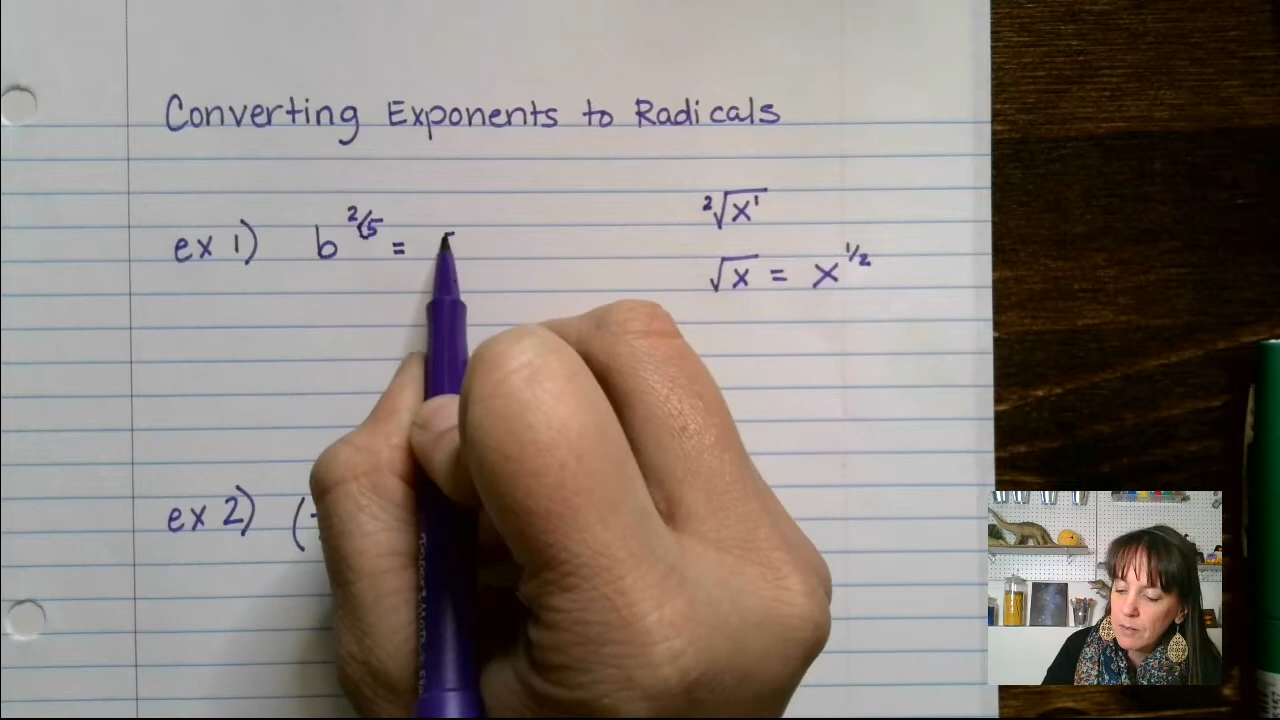 Converting Exponents to Radicals
²√x¹
ex 1) b^2/5 =
√x = x^1/2
ex 2) (